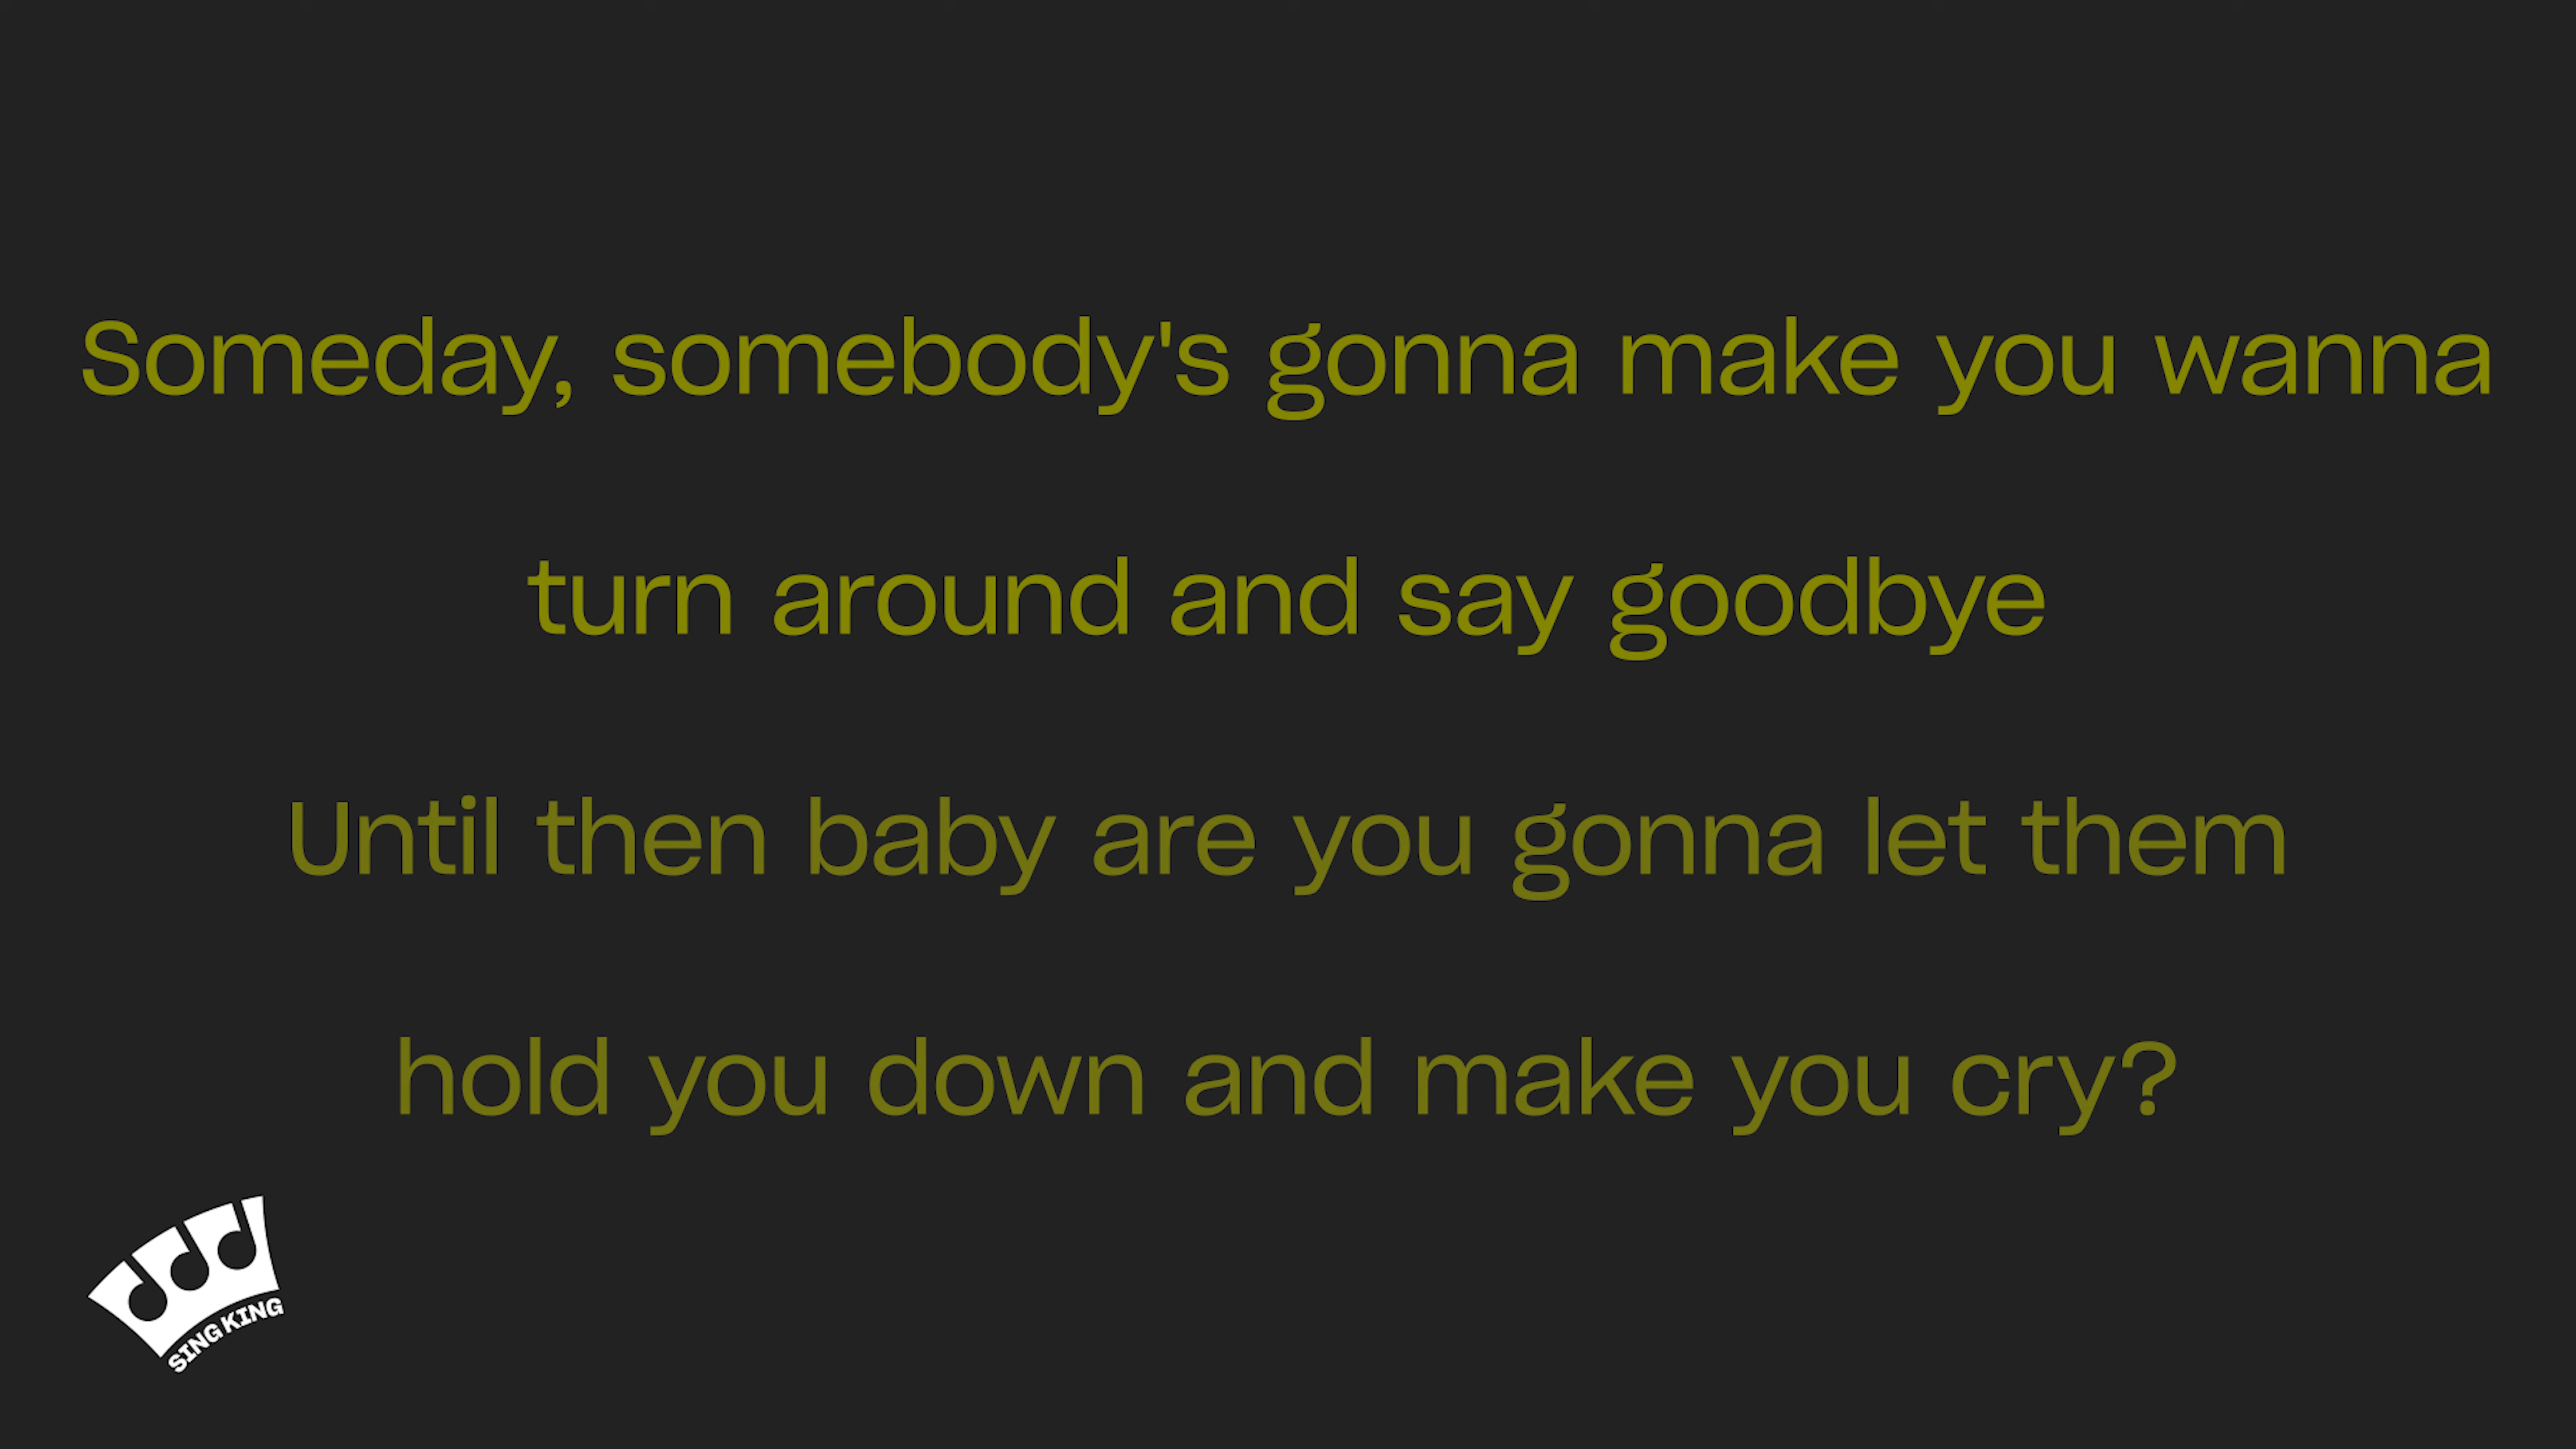 Someday, somebody's gonna make you wanna
turn around and say goodbye
Until then baby are you gonna let them
hold you down and make you cry?
SING KING